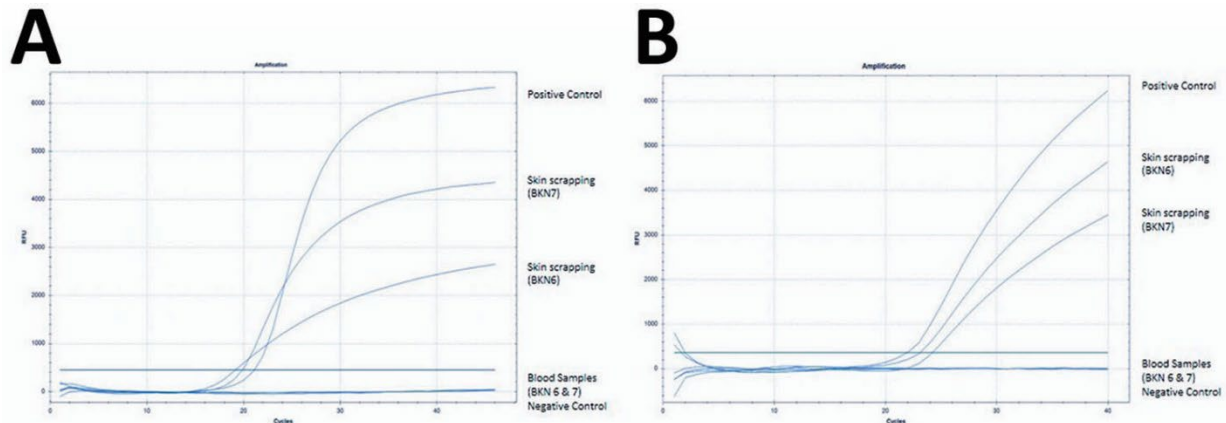 A
Amplification
RFU
6000
5000
4000
3000
2000
1000
0
0
10
20
30
40
Cycles
Positive Control
Skin scrapping
(BKN7)
Skin scrapping
(BKN6)
Blood Samples
(BKN 6 & 7)
Negative Control
B
Amplification
RFU
6000
5000
4000
3000
2000
1000
0
0
10
20
30
40
Cycles
Positive Control
Skin scrapping
(BKN6)
Skin scrapping
(BKN7)
Blood Samples
(BKN 6 & 7)
Negative Control